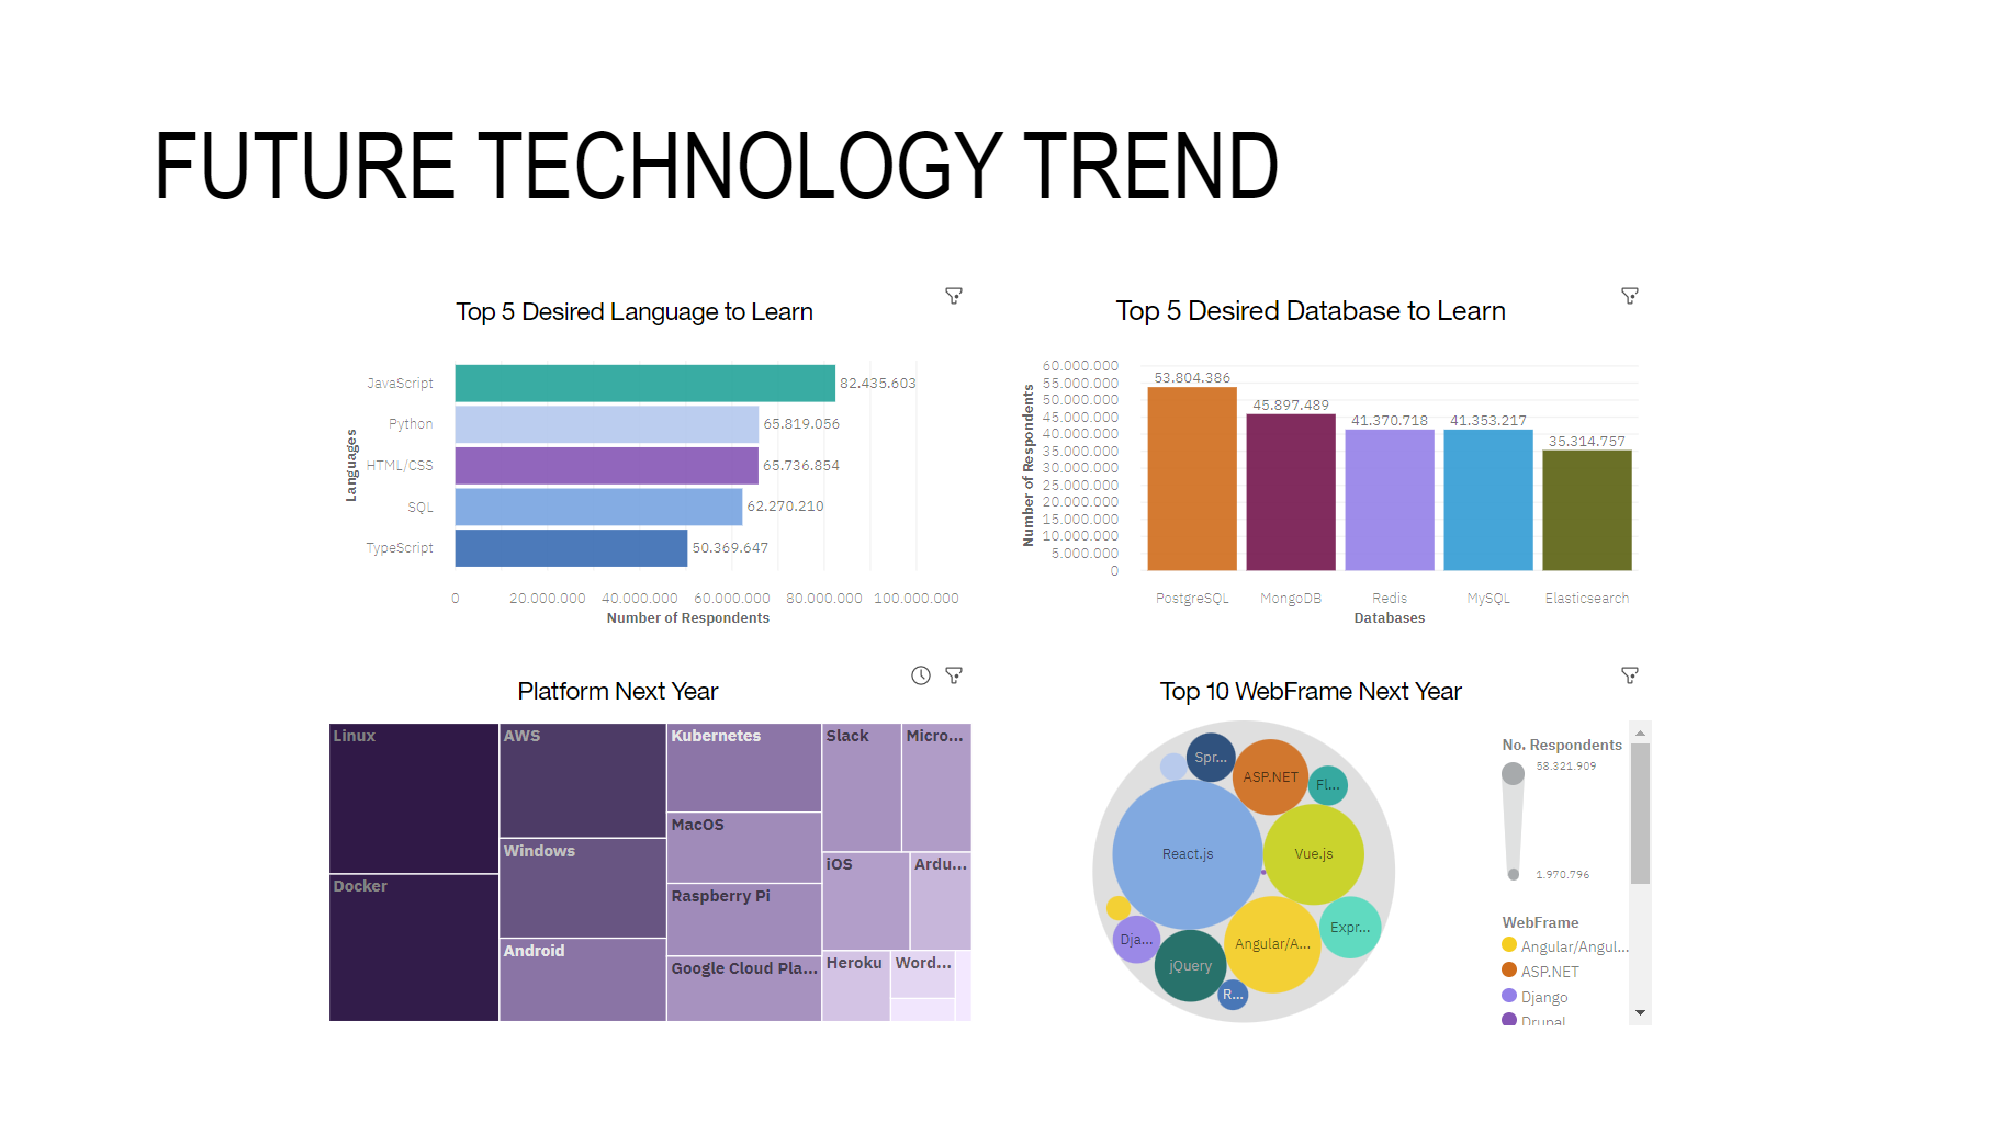 FUTURE TECHNOLOGY TREND
Top 5 Desired Language to Learn
Languages
JavaScript
82.435.603
Python
65.819.056
HTML/CSS
65.736.854
SQL
62.270.210
TypeScript
50.369.647
0 20.000.000 40.000.000 60.000.000 80.000.000 100.000.000
Number of Respondents
Top 5 Desired Database to Learn
Number of Respondents
60.000.000
55.000.000
50.000.000
45.000.000
40.000.000
35.000.000
30.000.000
25.000.000
20.000.000
15.000.000
10.000.000
5.000.000
0
53.804.386
45.897.489
41.370.718
41.353.217
35.314.757
PostgreSQL MongoDB Redis MySQL Elasticsearch
Databases
Platform Next Year
Linux
Docker
AWS
Windows
Android
Kubernetes
MacOS
Raspberry Pi
Google Cloud Pla...
Slack
Micro...
iOS
Ardu...
Heroku
Word...
Top 10 WebFrame Next Year
Spr...
ASP.NET
Fl...
React.js
Vue.js
Expr...
Dja...
Angular/A...
jQuery
R...
No. Respondents
58.321.909
1.970.796
WebFrame
Angular/Angul...
ASP.NET
Django
Drupal